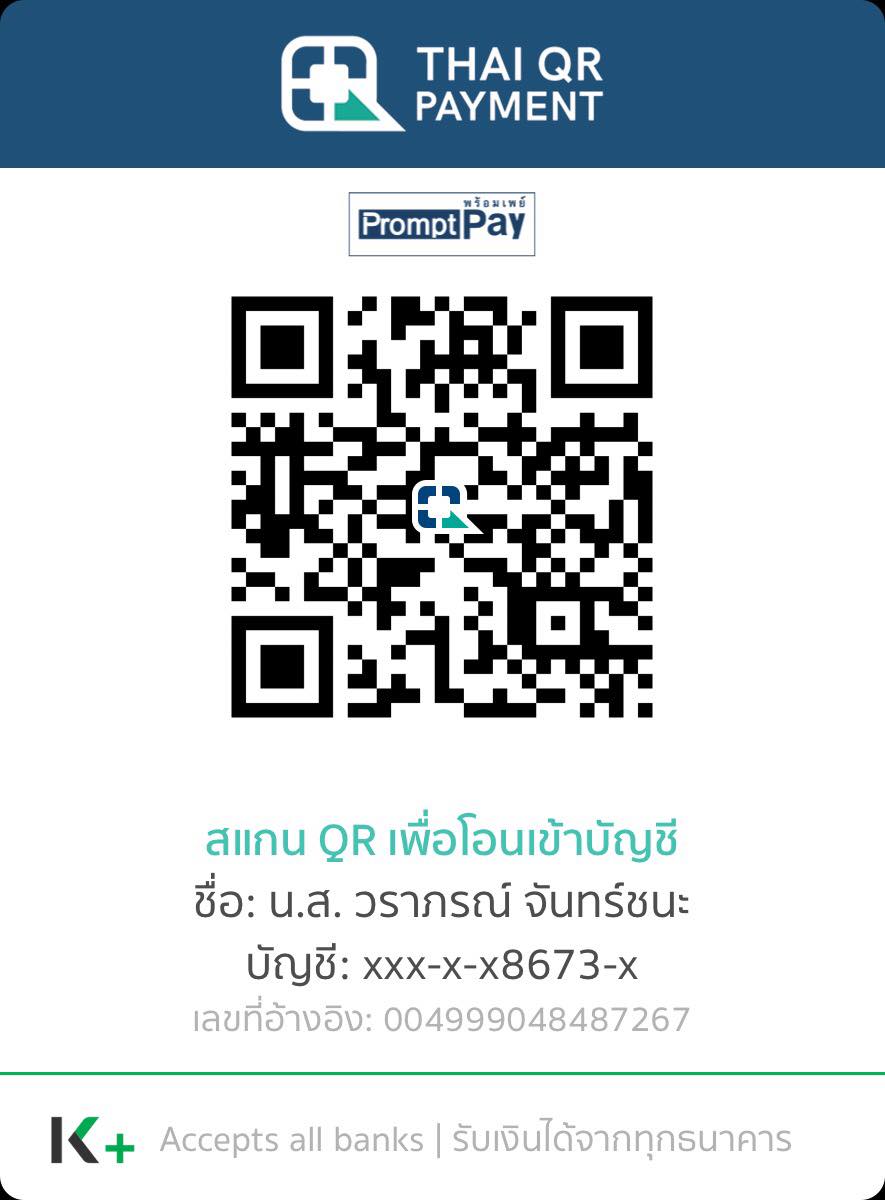 THAI QR
PAYMENT
พร้อมเพย์
PromptPay
สแกน QR เพื่อโอนเข้าบัญชี
ชื่อ: น.ส. วราภรณ์ จันทร์ชนะ
บัญชี: xxx-x-x8673-x
เลขที่อ้างอิง: 004999048487267
K+ Accepts all banks | รับเงินได้จากทุกธนาคาร